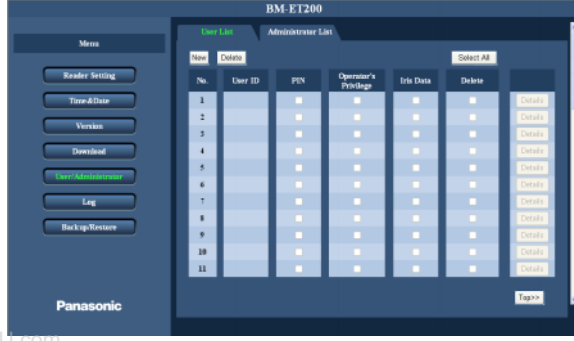 BM-ET200
Menu
Reader Setting
Time&Date
Version
Download
User/Administrator
Log
Backup/Restore
Panasonic
User List Administrator List
New Delete Select All
No. User ID PIN Operator's Privilege Iris Data Delete
1 Details
2 Details
3 Details
4 Details
5 Details
6 Details
7 Details
8 Details
9 Details
10 Details
11 Details
Top>>